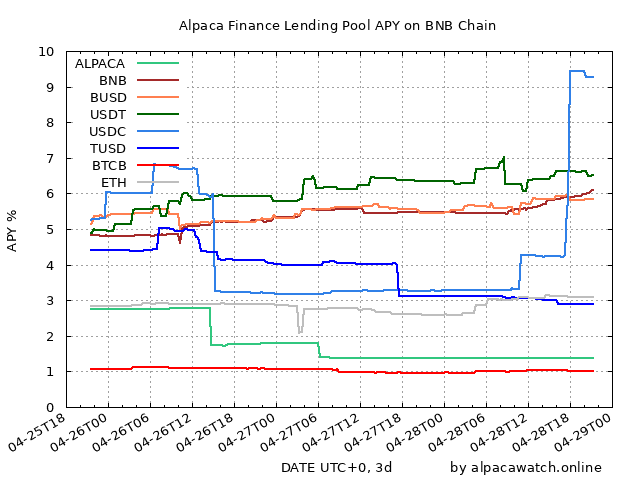 Alpaca Finance Lending Pool APY on BNB Chain
10
9
8
7
6
5
4
3
2
1
0
APY %
ALPACA
BNB
BUSD
USDT
USDC
TUSD
BTCB
ETH
04-25T18
04-26T00
04-26T06
04-26T12
04-26T18
04-27T00
04-27T06
04-27T12
04-27T18
04-28T00
04-28T06
04-28T12
04-28T18
04-29T00
DATE UTC+0, 3d
by alpacawatch.online